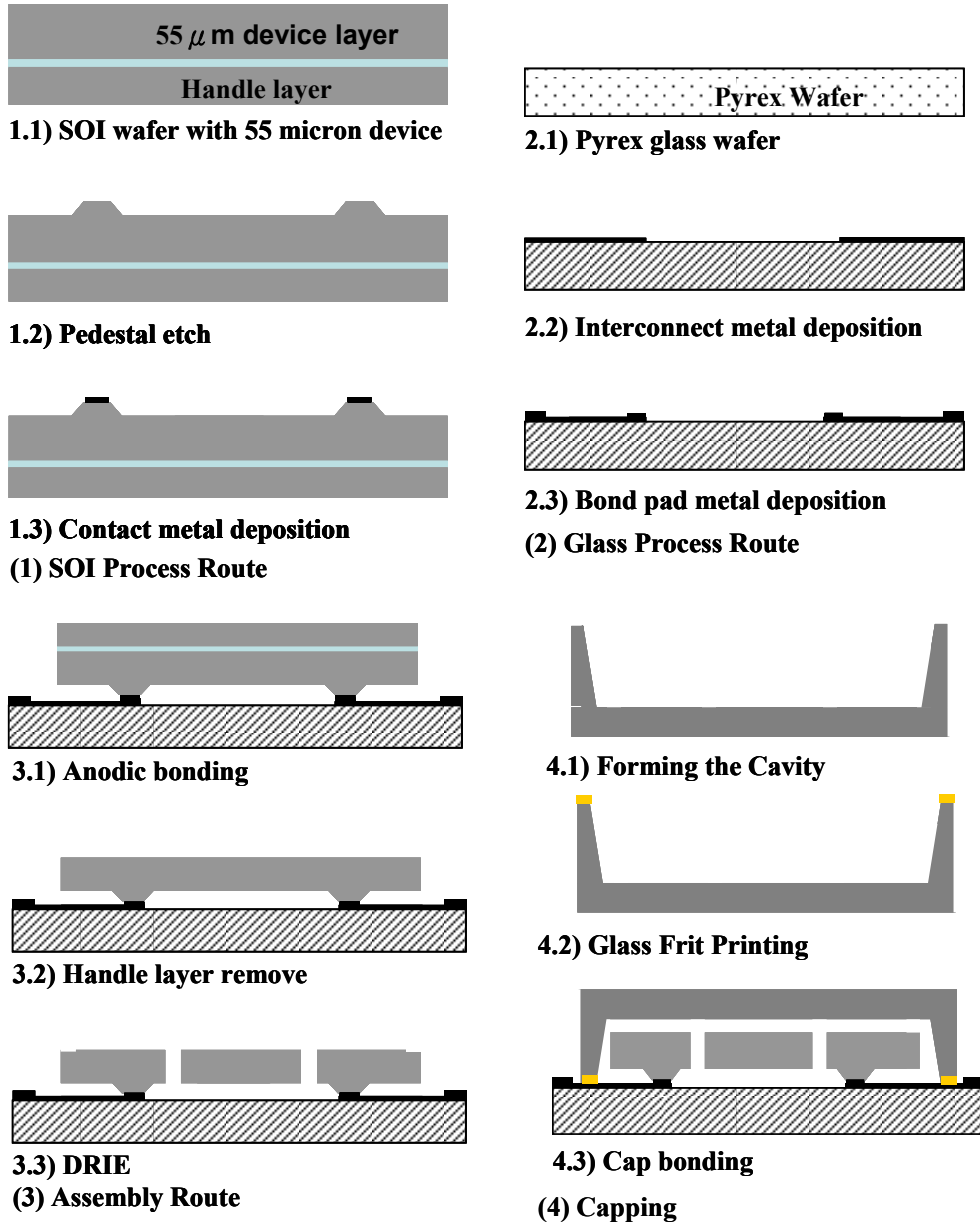 55 μ m device layer
Handle layer
1.1) SOI wafer with 55 micron device
1.2) Pedestal etch
1.3) Contact metal deposition
(1) SOI Process Route
Pyrex Wafer
2.1) Pyrex glass wafer
2.2) Interconnect metal deposition
2.3) Bond pad metal deposition
(2) Glass Process Route
3.1) Anodic bonding
3.2) Handle layer remove
3.3) DRIE
(3) Assembly Route
4.1) Forming the Cavity
4.2) Glass Frit Printing
4.3) Cap bonding
(4) Capping